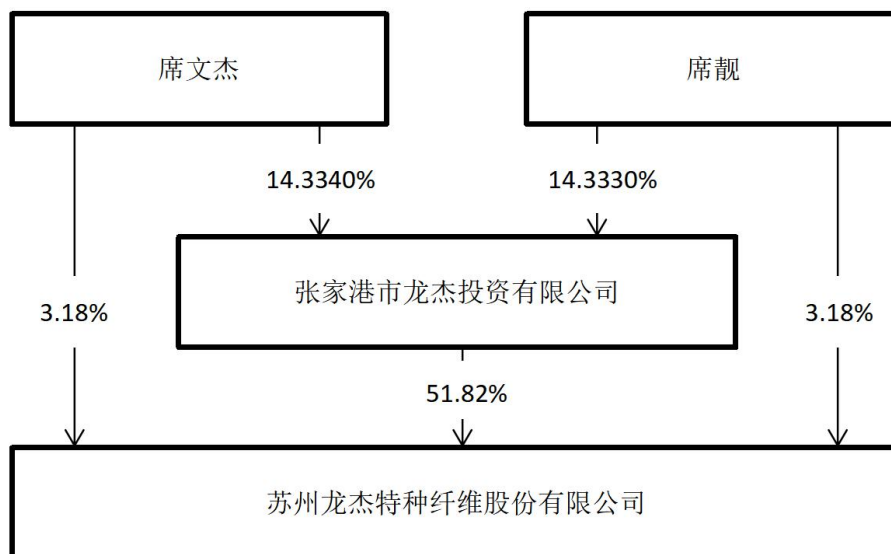 席文杰
席靓
14.3340%
14.3330%
张家港市龙杰投资有限公司
3.18%
3.18%
51.82%
苏州龙杰特种纤维股份有限公司